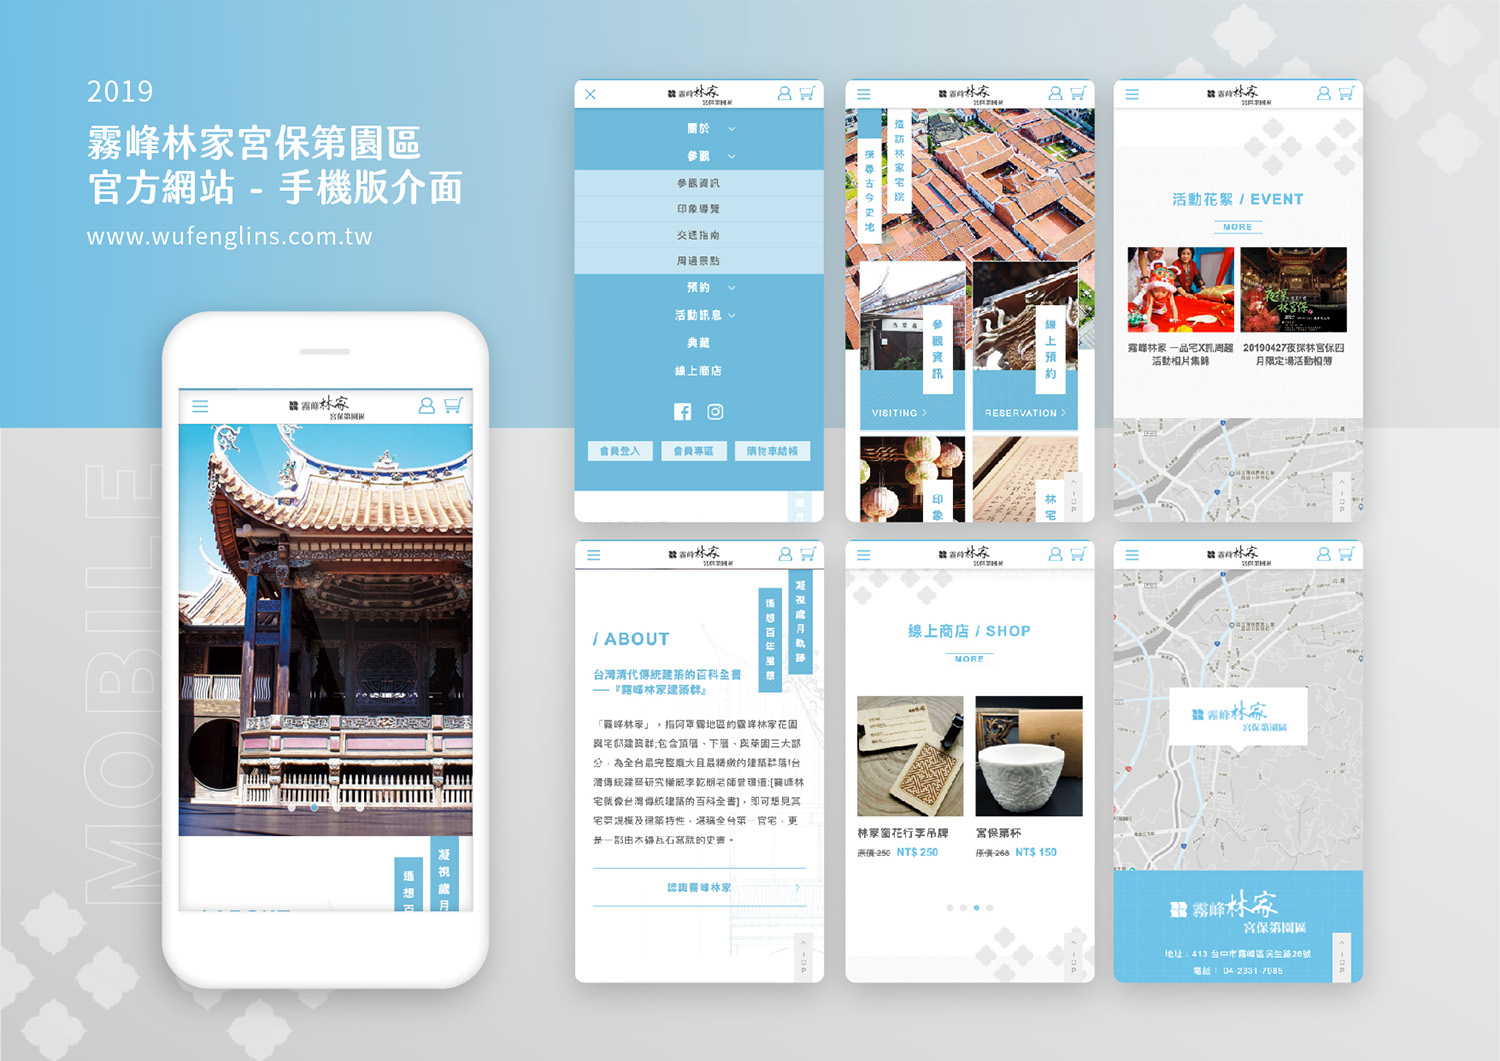 2019
霧峰林家宮保第園區
官方網站 - 手機版介面
www.wufenglins.com.tw
MOBILE
霧峰林家
宮保第園區
凝視歲月
遙想百
霧峰林家
宮保第園區
關於
參觀
參觀資訊
印象導覽
交通指南
周邊景點
預約
活動訊息
典藏
線上商店
會員登入
會員專區
購物車結帳
霧峰林家
宮保第園區
造訪林家宅院
探尋古今史地
參觀資訊
VISITING
線上預約
RESERVATION
印象
林宅
TOP
霧峰林家
宮保第園區
活動花絮 / EVENT
MORE
霧峰林家 一品宅X抓周趣
活動相片集錦
20190427夜探林宮保四
月限定場活動相簿
TOP
霧峰林家
宮保第園區
凝視歲月軌跡
遙想百年風華
/ ABOUT
台灣清代傳統建築的百科全書
──『霧峰林家建築群』
「霧峰林家」，指阿罩霧地區的霧峰林家花園
與宅邸建築群;包含頂厝、下厝、與萊園三大部
分，為全台最完整龐大且最精緻的建築群落!台
灣傳統建築研究權威李乾朗老師曾讚道:[霧峰林
宅就像台灣傳統建築的百科全書]，即可想見其
宅第規模及建築特性，堪稱全台第一官宅，更
是一部由木磚瓦石寫就的史書。
認識霧峰林家
TOP
霧峰林家
宮保第園區
線上商店 / SHOP
MORE
林家窗花行李吊牌
原價 250 NT$ 250
宮保第杯
原價 268 NT$ 150
TOP
霧峰林家
宮保第園區
霧峰林家
宮保第園區
霧峰林家
宮保第園區
地址：413 台中市霧峰區民生路26號
電話： 04-2331-7985
TOP